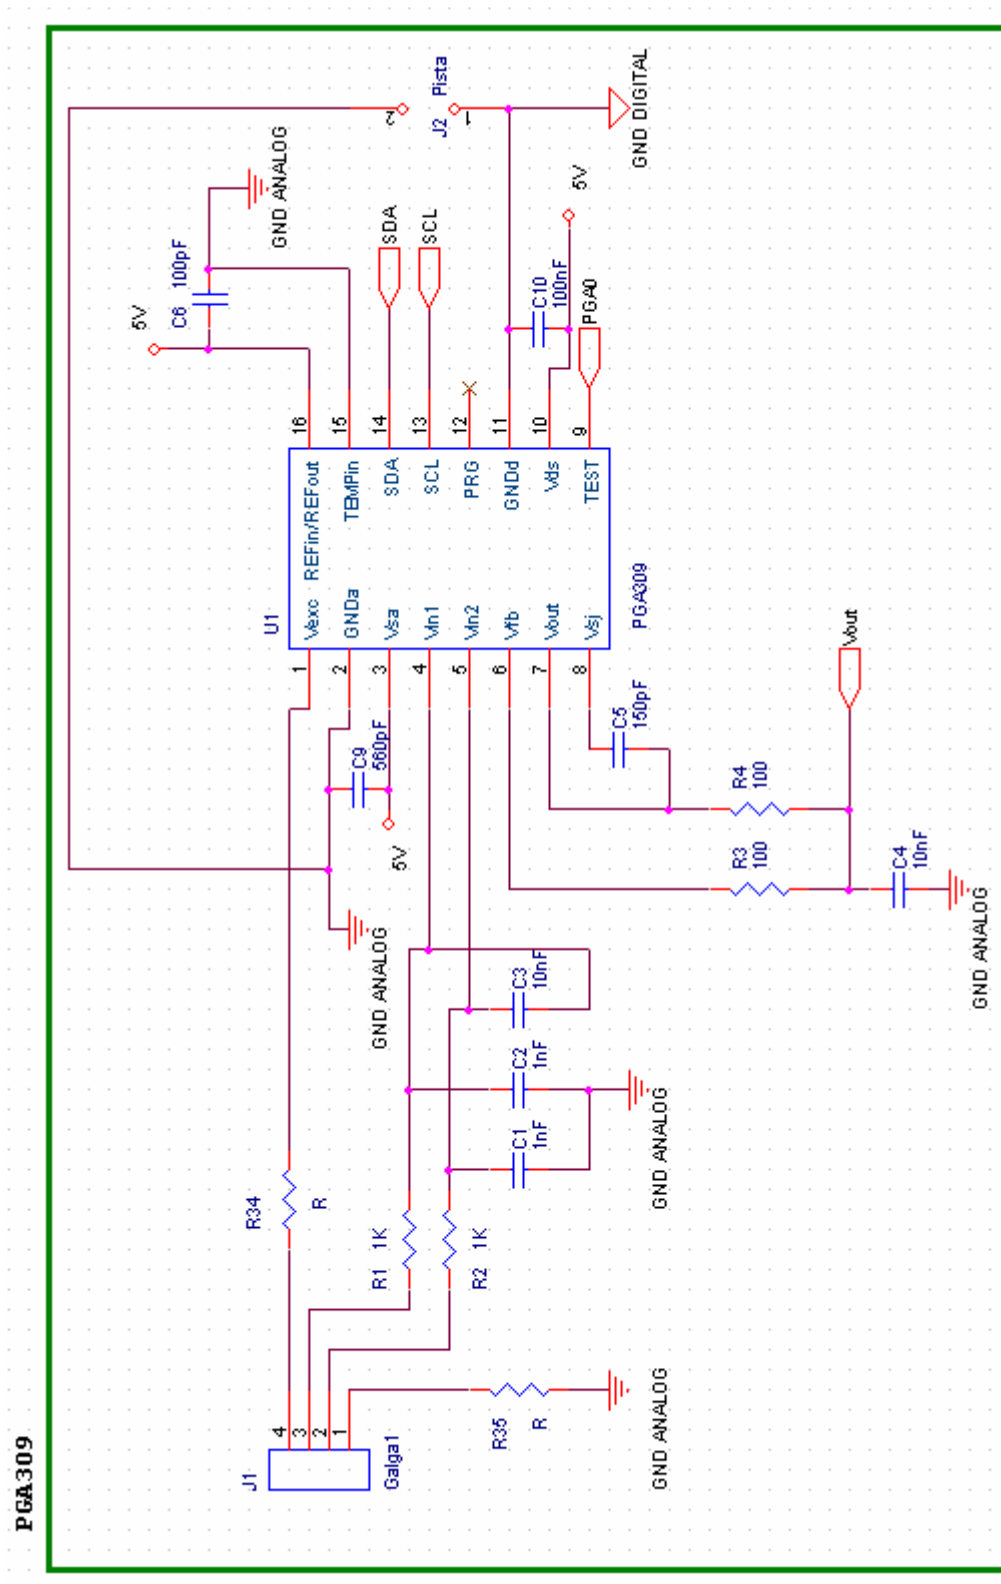 PGA309
J1
4
3
2
1
Galga1
R34
R
R35
R
GND ANALOG
R1 1K
R2 1K
C1
1nF
C2
1nF
C3
10nF
GND ANALOG
GND ANALOG
C9
560pF
5V
U1
1
2
3
4
5
6
7
8
Vexc
GNDa
Vsa
Vin1
Vin2
Vfb
Vout
Vsj
REFin/REFout
TEMPin
SDA
SCL
PRG
GNDd
Vds
TEST
16
15
14
13
12
11
10
9
PGA309
C5
150pF
R3
100
R4
100
C4
10nF
GND ANALOG
Vout
5V
C6 100pF
GND ANALOG
SDA
SCL
C10
100nF
PGA0
5V
2
1
J2 Pista
GND DIGITAL